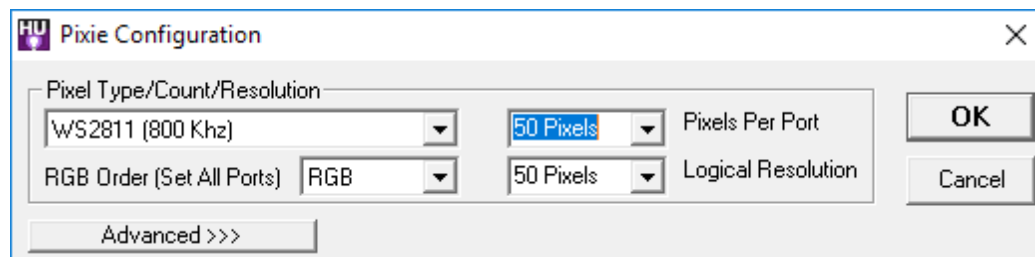 HU Pixie Configuration
Pixel Type/Count/Resolution
WS2811 (800 Khz) 50 Pixels Pixels Per Port
OK
RGB Order (Set All Ports) RGB 50 Pixels Logical Resolution
Cancel
Advanced >>>